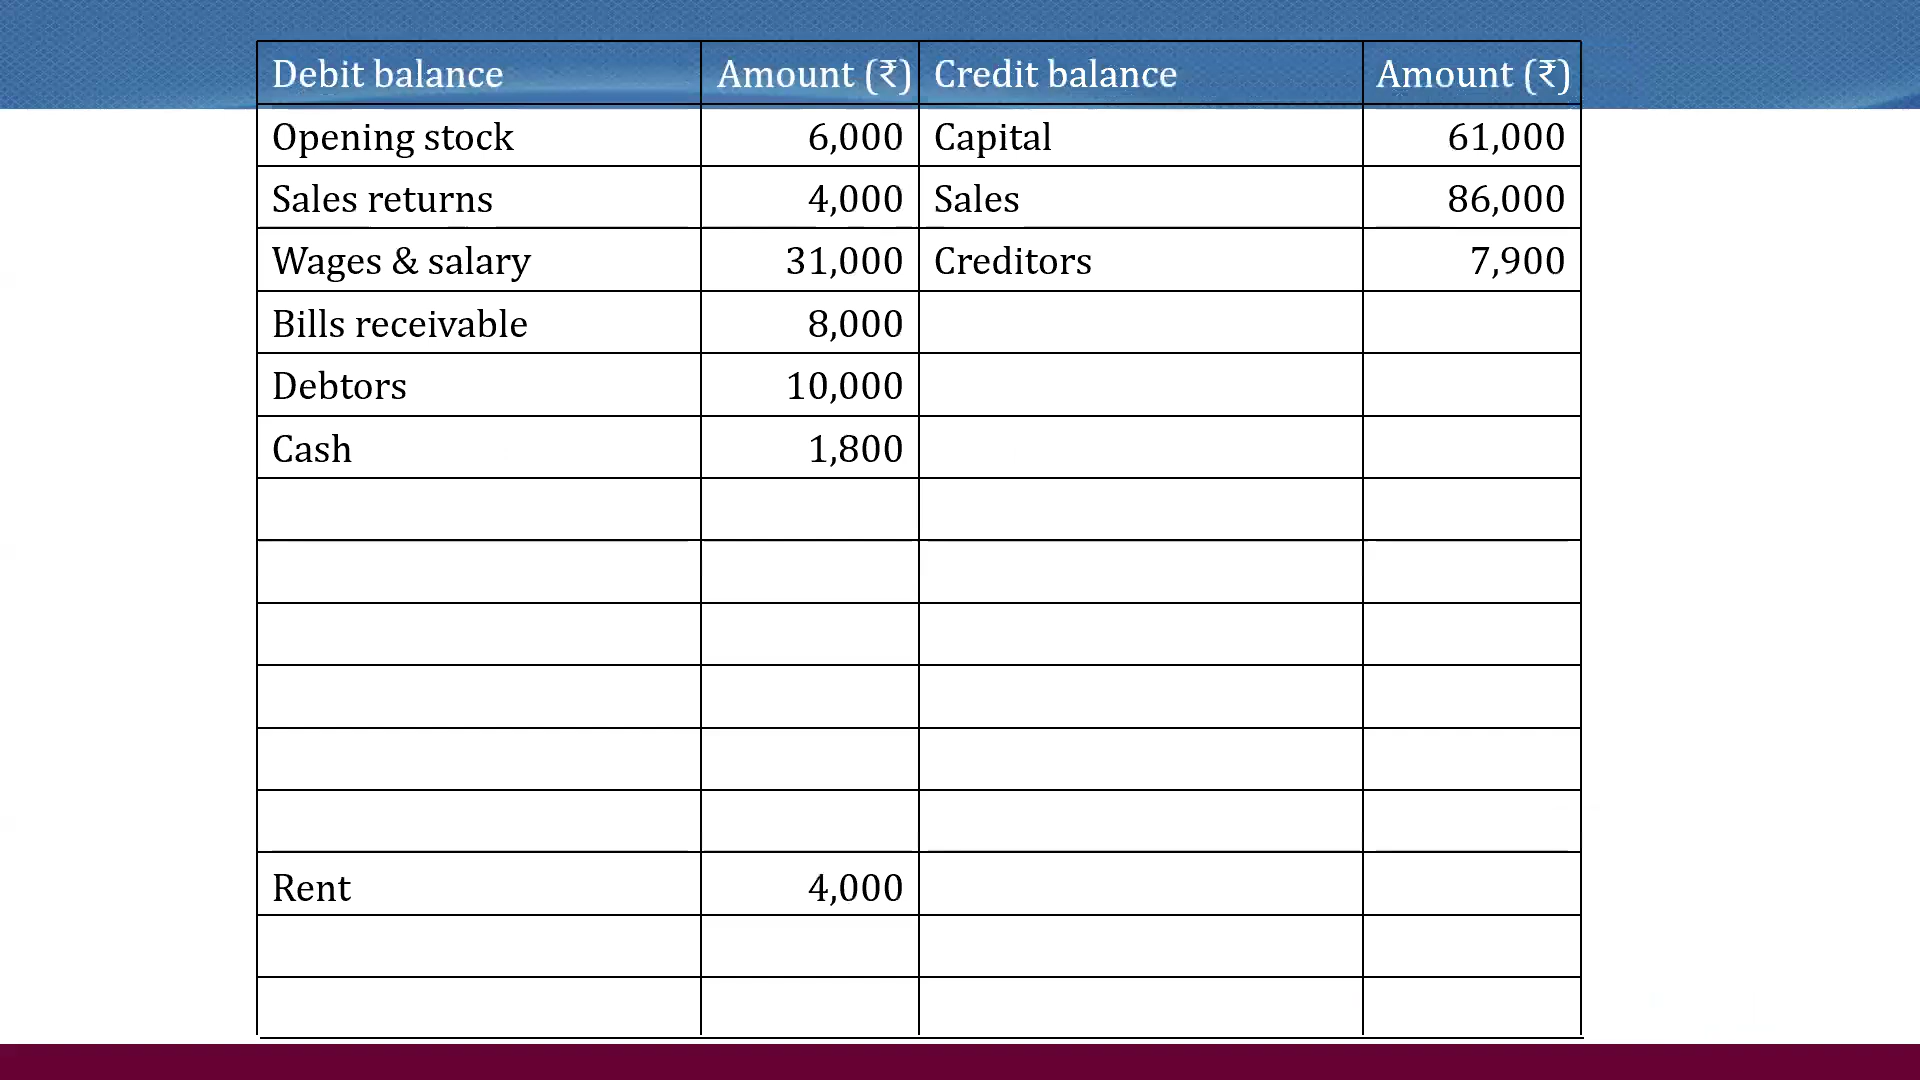 Debit balance Amount (₹) Credit balance Amount (₹)
Opening stock 6,000 Capital 61,000
Sales returns 4,000 Sales 86,000
Wages & salary 31,000 Creditors 7,900
Bills receivable 8,000
Debtors 10,000
Cash 1,800
Rent 4,000